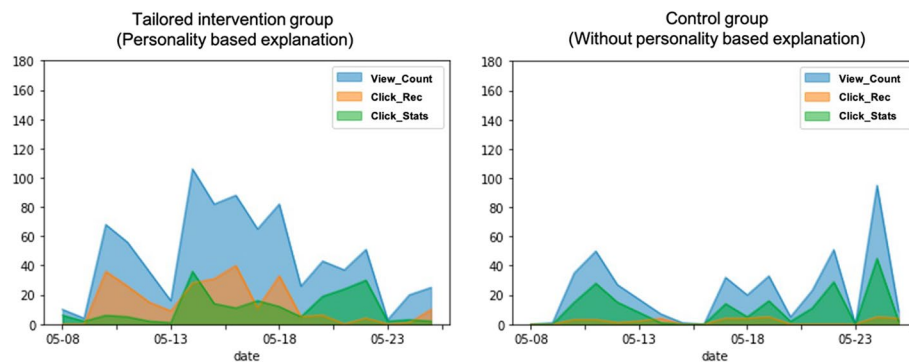 Tailored intervention group
(Personality based explanation)
180
160
140
120
100
80
60
40
20
0
View_Count
Click_Rec
Click_Stats
05-08
05-13
05-18
05-23
date
Control group
(Without personality based explanation)
180
160
140
120
100
80
60
40
20
0
View_Count
Click_Rec
Click_Stats
05-08
05-13
05-18
05-23
date